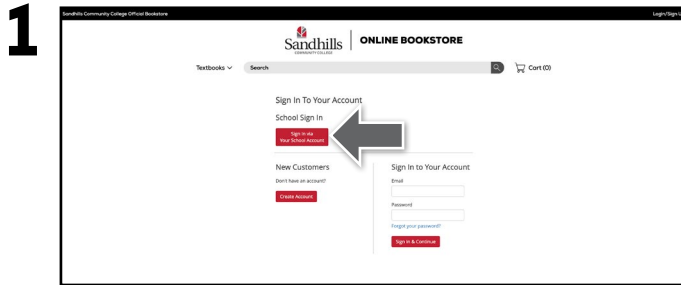 1
Sandhills Community College Official Bookstore
Login/Sign U
Sandhills
COMMUNITY COLLEGE
ONLINE BOOKSTORE
Textbooks
Search
Cart (0)
Sign In To Your Account
School Sign In
Sign in via
Your School Account
New Customers
Don't have an account?
Create Account
Sign In to Your Account
Email
Password
Forgot your password?
Sign in & Continue